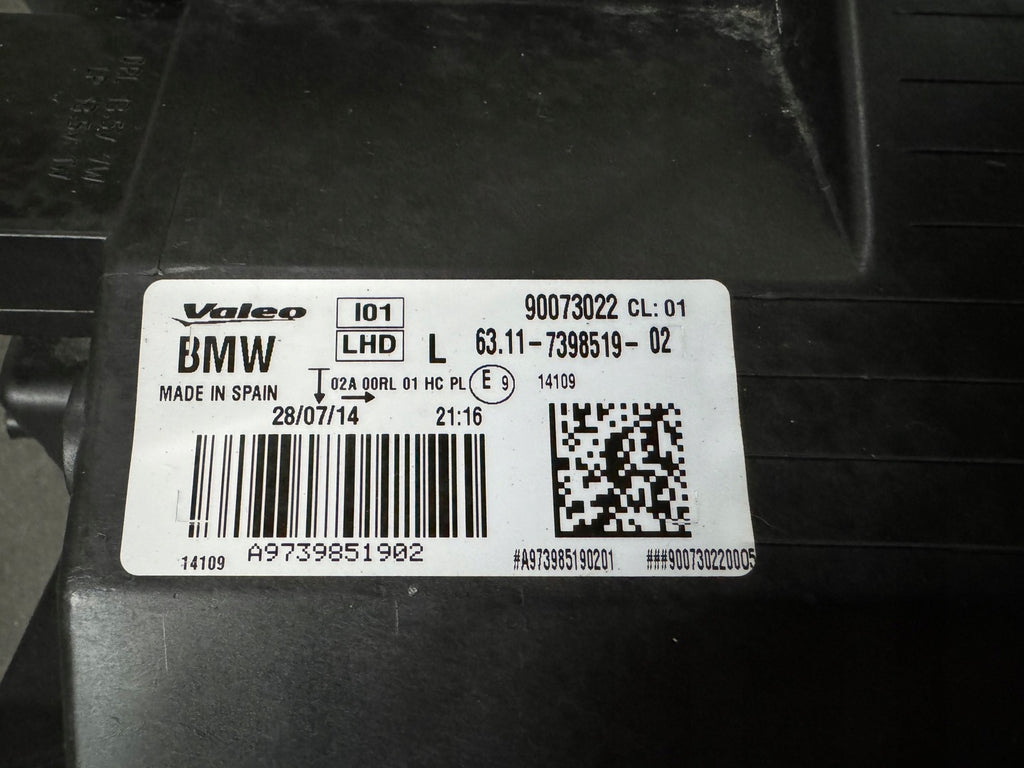 Valeo I01 90073022 CL: 01
BMW LHD L 63.11-7398519- 02
MADE IN SPAIN 02A 00RL 01 HC PL E 9 14109
28/07/14 21:16
14109 A9739851902 #A973985190201 ###900730220005